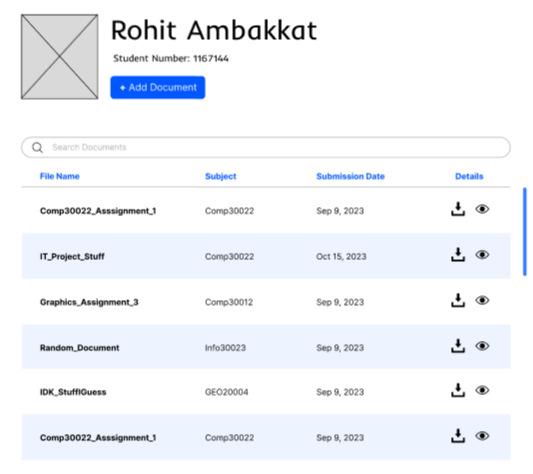 Rohit Ambakkat
Student Number: 1167144
+ Add Document
Search Documents
File Name Subject Submission Date Details
Comp30022_Asssignment_1 Comp30022 Sep 9, 2023
IT_Project_Stuff Comp30022 Oct 15, 2023
Graphics_Assignment_3 Comp30012 Sep 9, 2023
Random_Document Info30023 Sep 9, 2023
IDK_StuffIGuess GEO20004 Sep 9, 2023
Comp30022_Asssignment_1 Comp30022 Sep 9, 2023